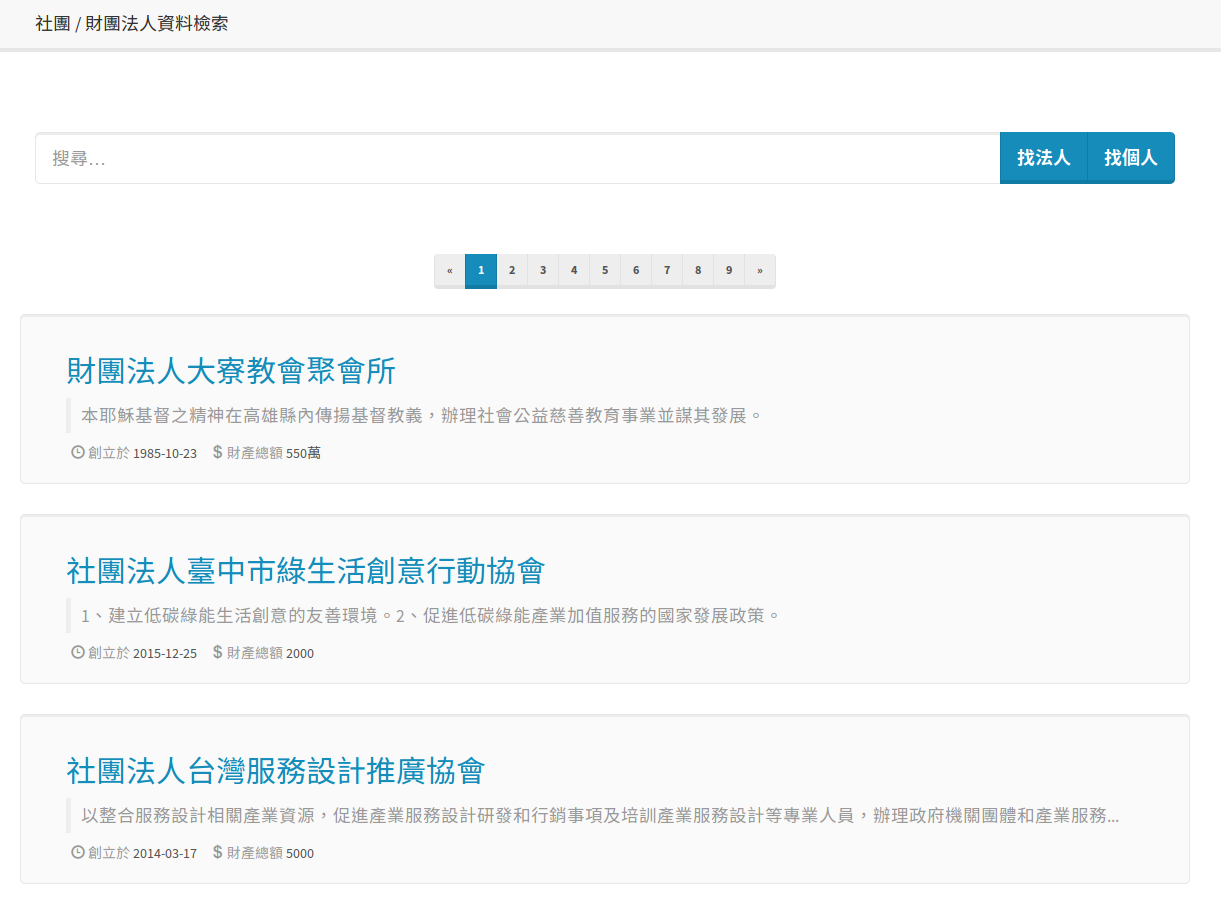 社團 / 財團法人資料檢索
搜尋... 找法人 找個人
« 1 2 3 4 5 6 7 8 9 »
財團法人大寮教會聚會所
本耶穌基督之精神在高雄縣內傳揚基督教義，辦理社會公益慈善教育事業並謀其發展。
創立於 1985-10-23 $ 財產總額 550萬
社團法人臺中市綠生活創意行動協會
1、建立低碳綠能生活創意的友善環境。2、促進低碳綠能產業加值服務的國家發展政策。
創立於 2015-12-25 $ 財產總額 2000
社團法人台灣服務設計推廣協會
以整合服務設計相關產業資源，促進產業服務設計研發和行銷事項及培訓產業服務設計等專業人員，辦理政府機關團體和產業服務...
創立於 2014-03-17 $ 財產總額 5000